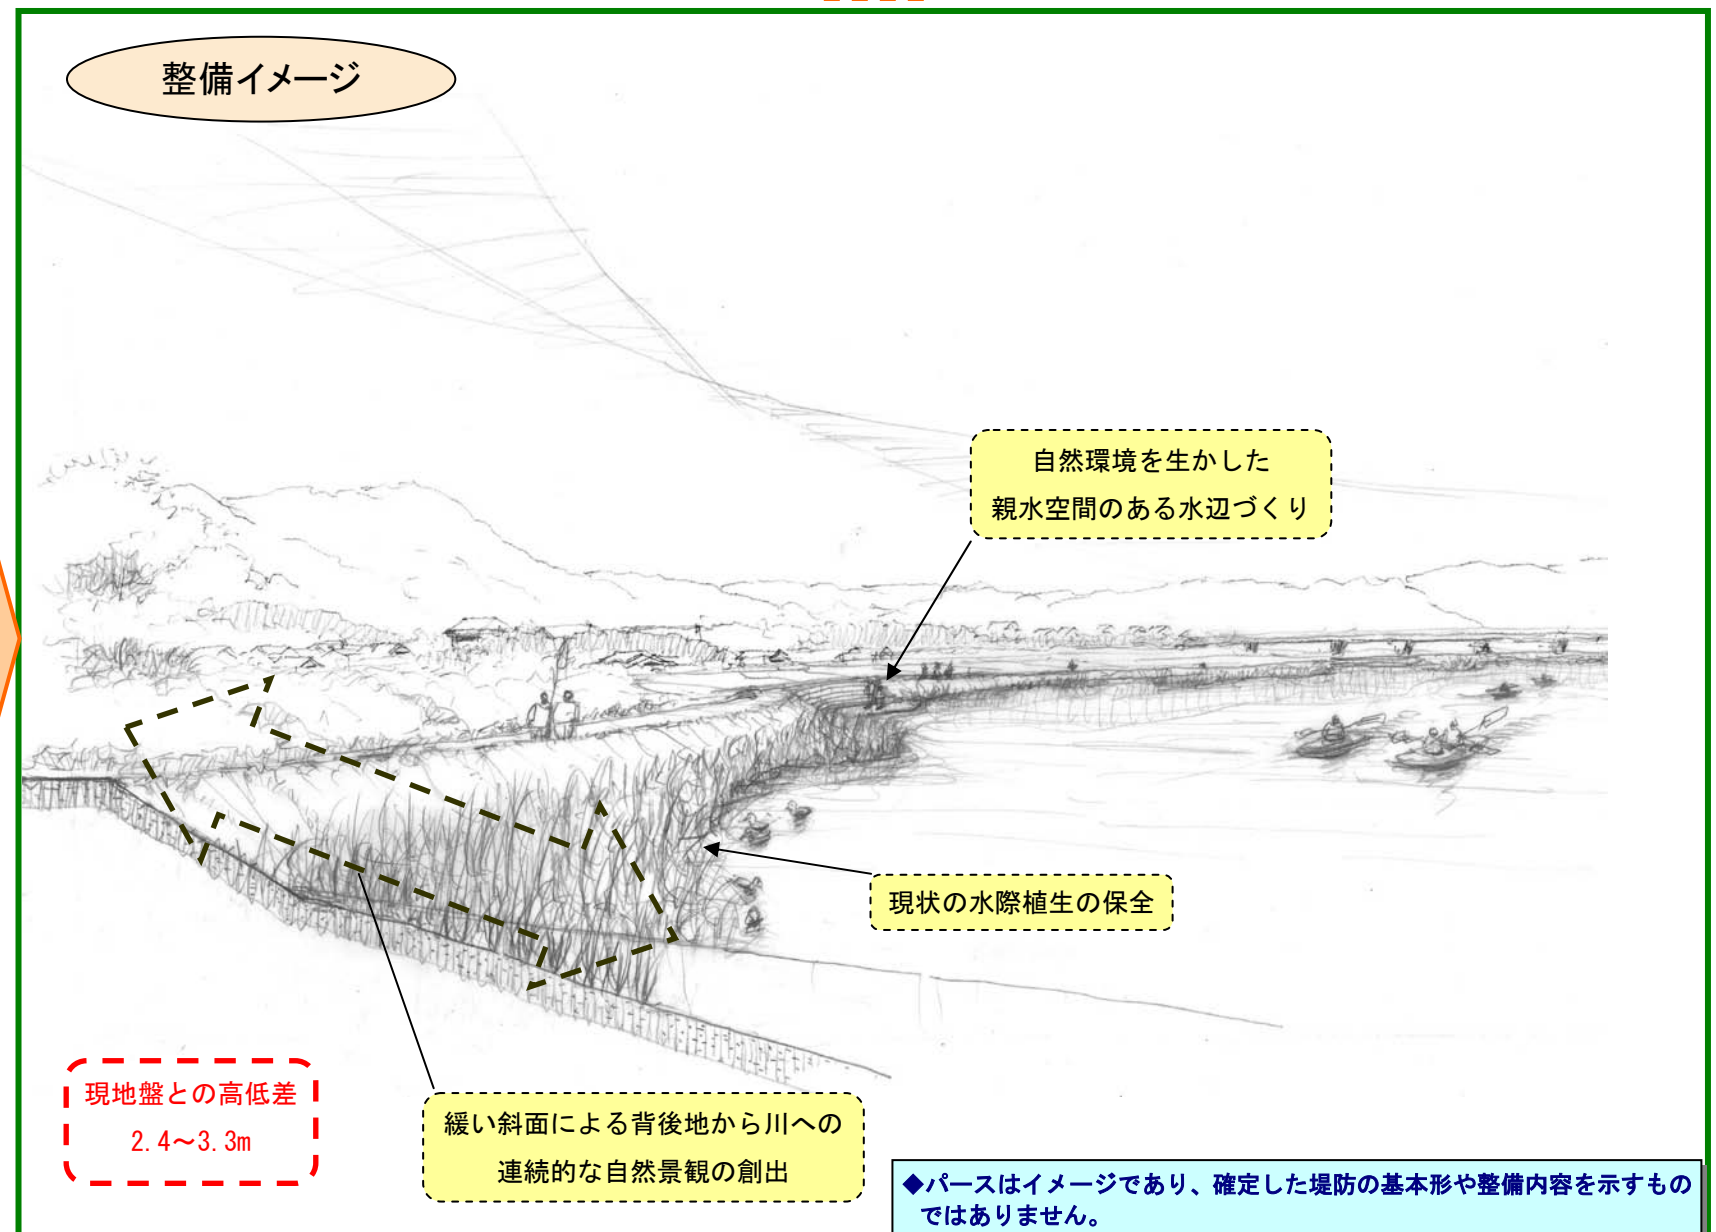 整備イメージ
自然環境を生かした
親水空間のある水辺づくり
現状の水際植生の保全
現地盤との高低差
2.4～3.3m
緩い斜面による背後地から川への
連続的な自然景観の創出
◆パースはイメージであり、確定した堤防の基本形や整備内容を示すもの
ではありません。